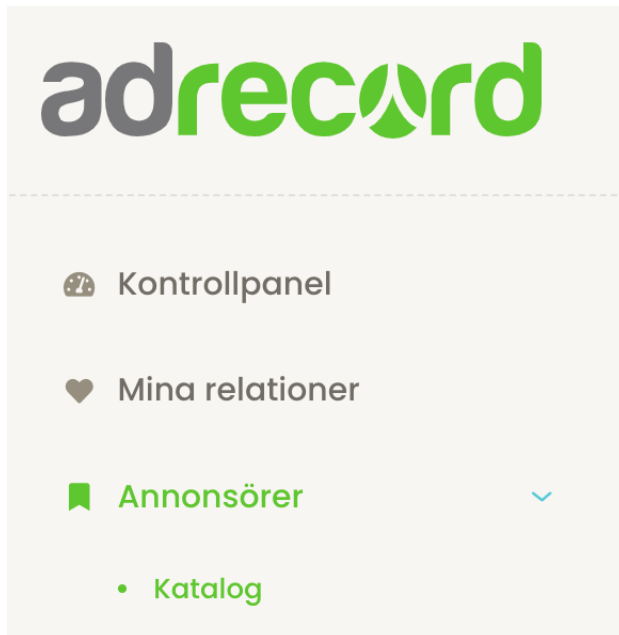 adrecord
Kontrollpanel
Mina relationer
Annonsörer
Katalog